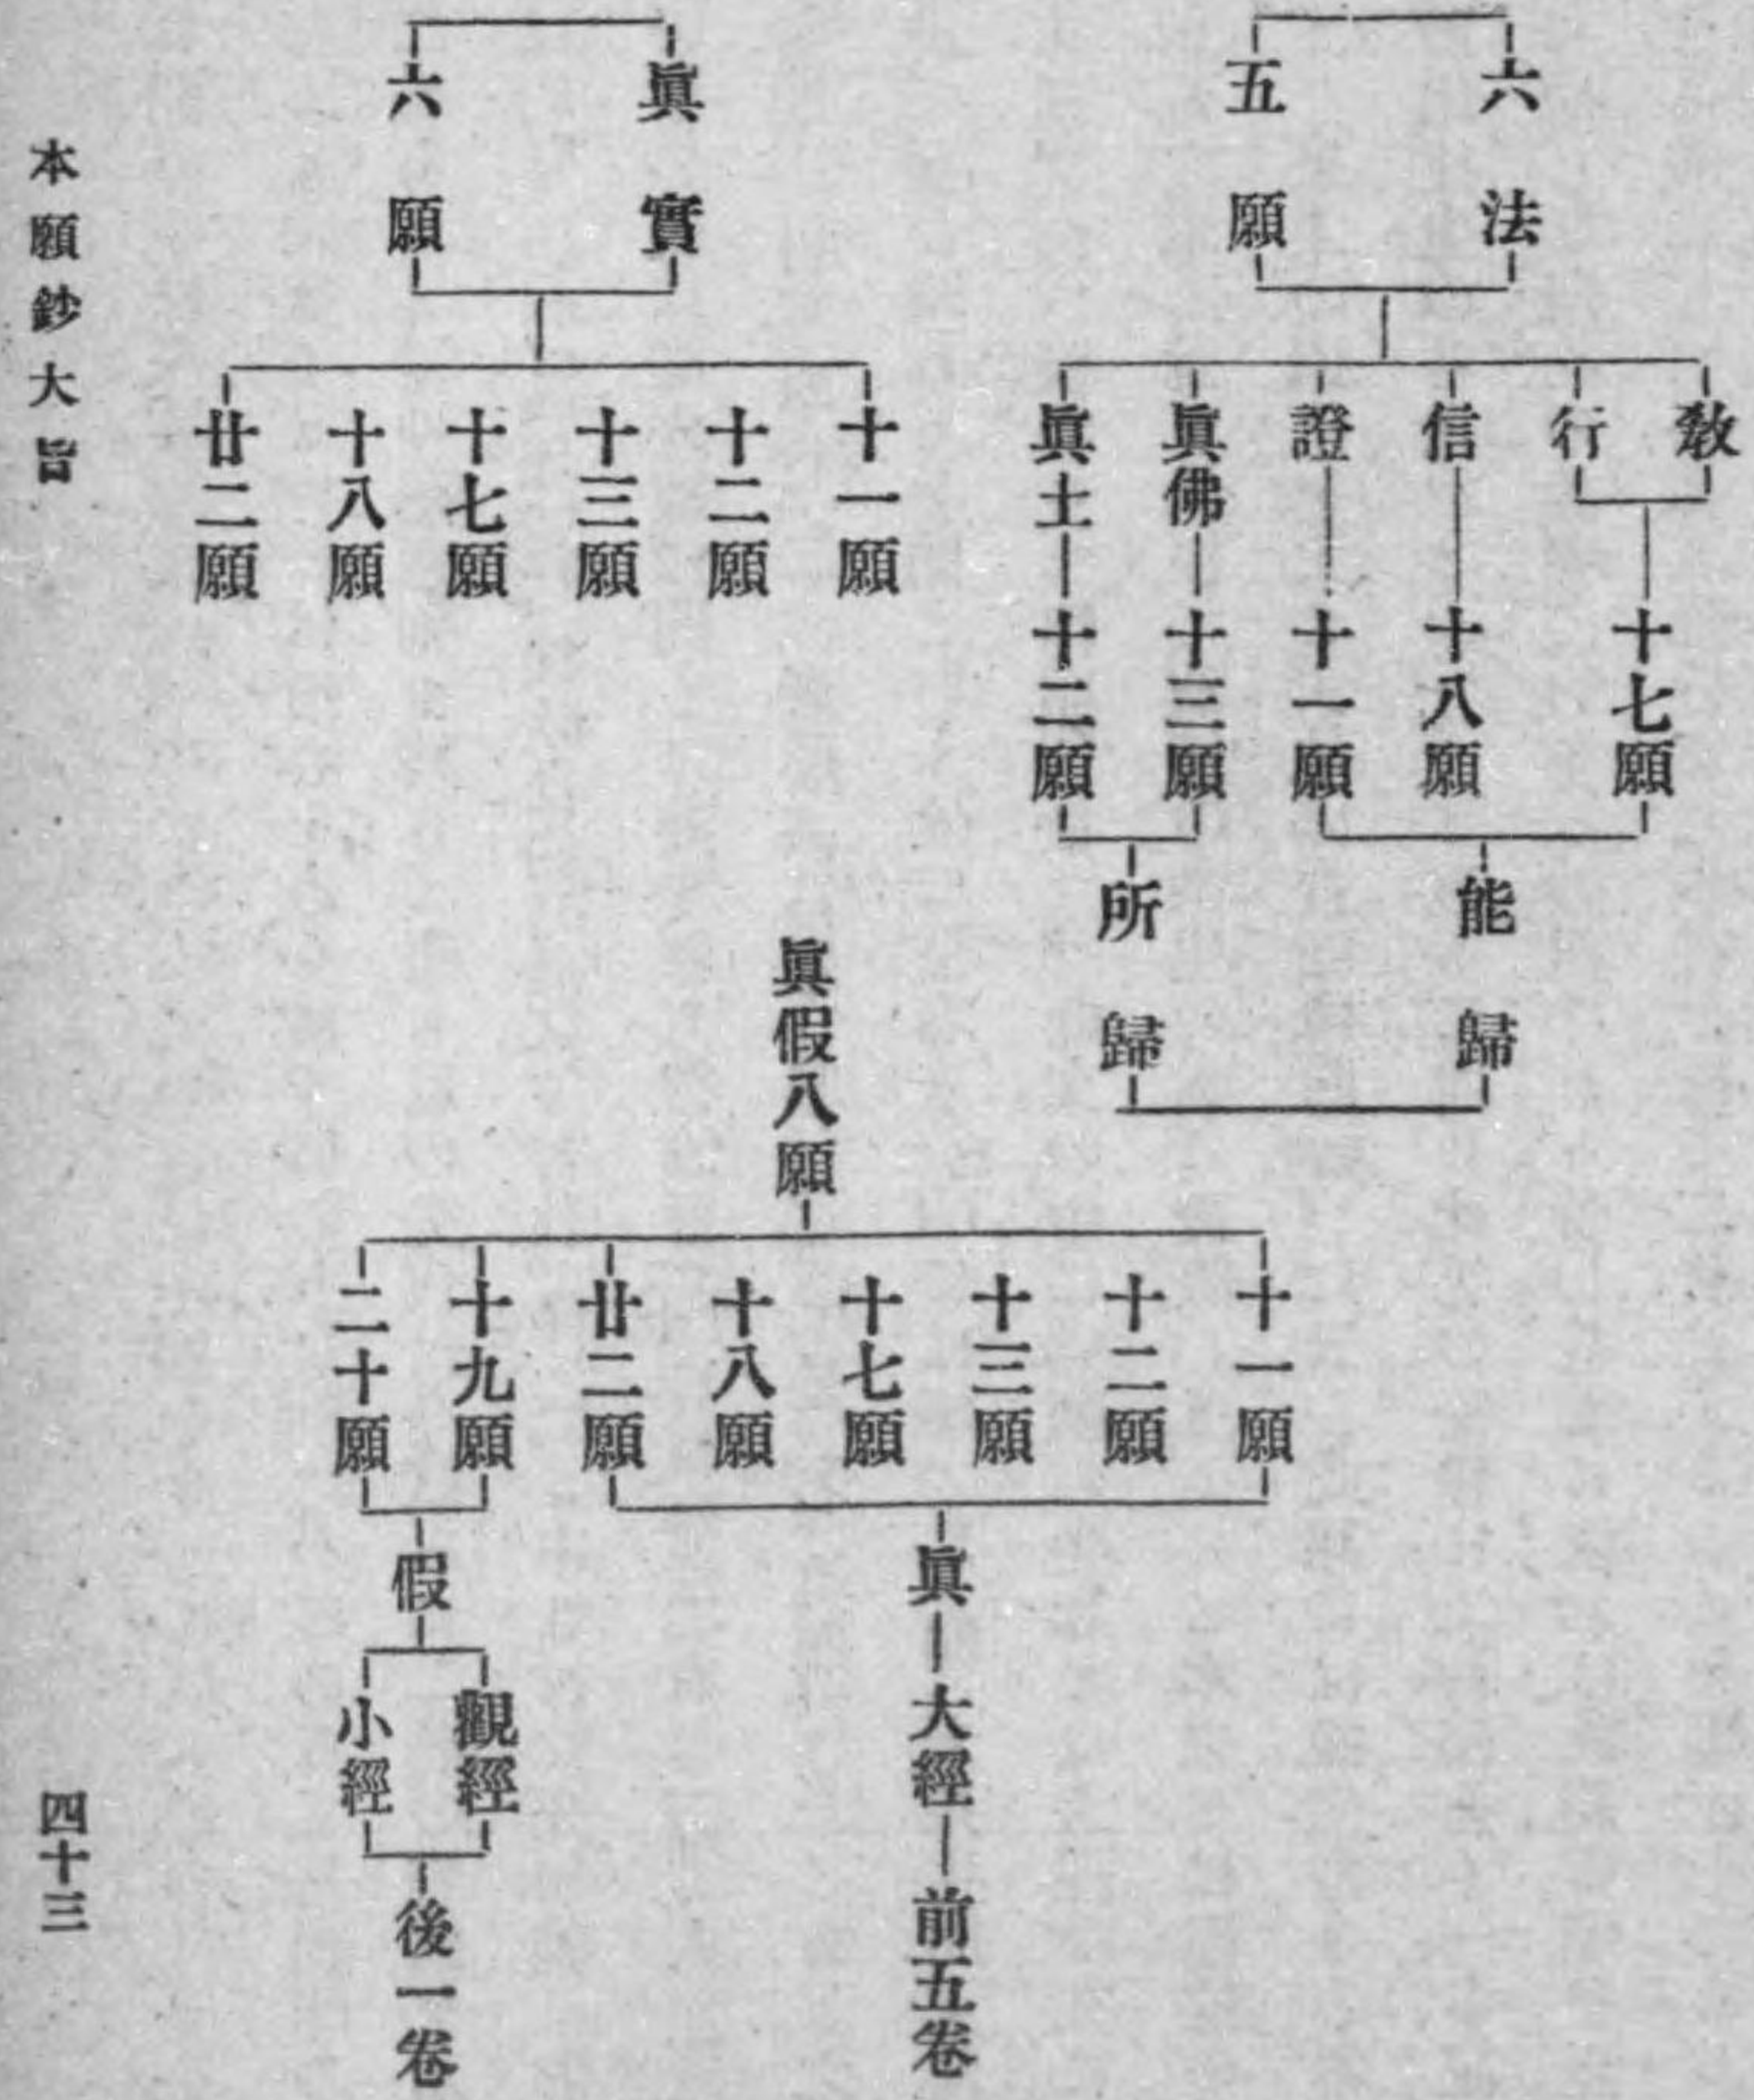 六法
五願
教
行
信
證
眞佛
眞土
十七願
十八願
十一願
十三願
十二願
能歸
所歸
眞實
六願
十一願
十二願
十三願
十七願
十八願
廿二願
眞假八願
十一願
十二願
十三願
十七願
十八願
廿二願
十九願
二十願
眞
大經
前五卷
假
觀經
小經
後一卷
本願鈔大旨
四十三